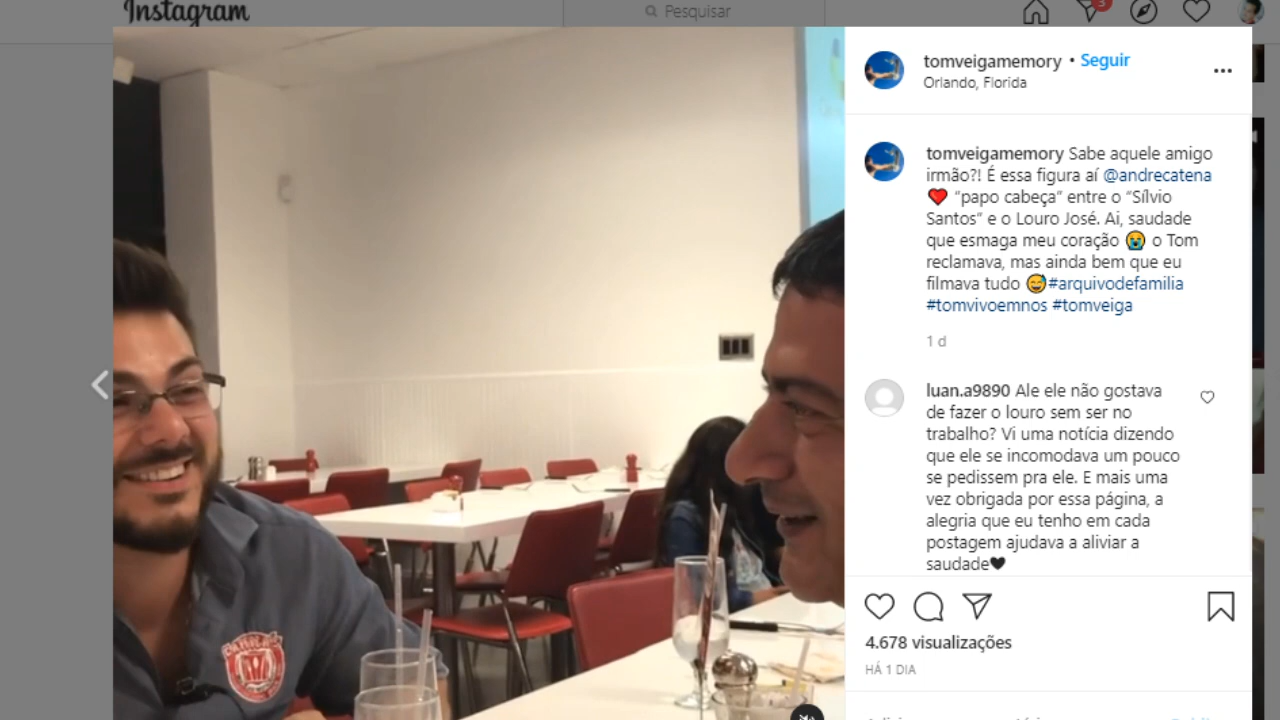 Instagram
Pesquisar
3
tomveigamemory • Seguir
Orlando, Florida
tomveigamemory Sabe aquele amigo
irmão?! É essa figura aí @andrecatena
❤️ “papo cabeça” entre o “Sílvio
Santos” e o Louro José. Ai, saudade
que esmaga meu coração 😭 o Tom
reclamava, mas ainda bem que eu
filmava tudo 😅#arquivodefamilia
#tomvivoemnos #tomveiga
1 d
luan.a9890 Ale ele não gostava
de fazer o louro sem ser no
trabalho? Vi uma notícia dizendo
que ele se incomodava um pouco
se pedissem pra ele. E mais uma
vez obrigada por essa página, a
alegria que eu tenho em cada
postagem ajudava a aliviar a
saudade🖤
4.678 visualizações
HÁ 1 DIA